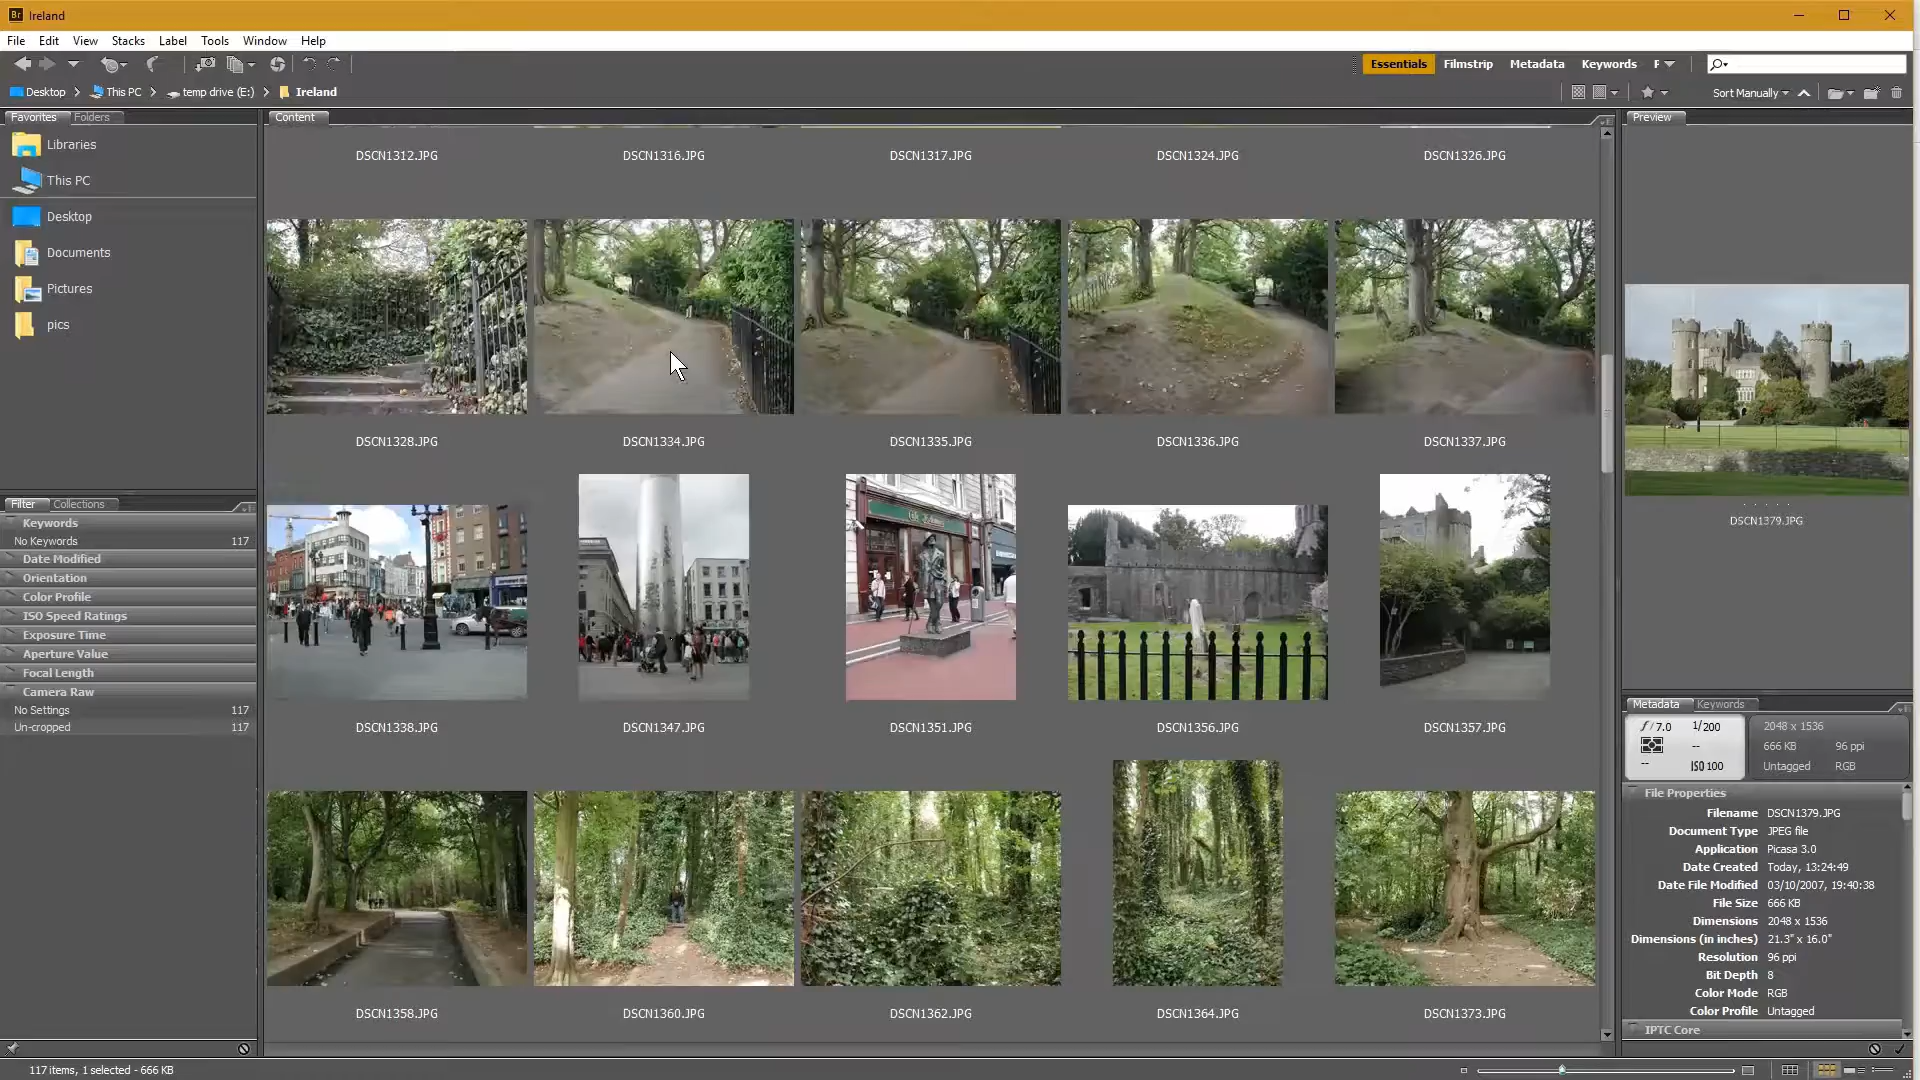 Br Ireland
File Edit View Stacks Label Tools Window Help
Essentials Filmstrip Metadata Keywords F
Desktop This PC temp drive (E:) Ireland
Sort Manually
Favorites Folders
Libraries
This PC
Desktop
Documents
Pictures
pics
Filter Collections
Keywords
No Keywords 117
Date Modified
Orientation
Color Profile
ISO Speed Ratings
Exposure Time
Aperture Value
Focal Length
Camera Raw
No Settings 117
Un-cropped 117
Content
DSCN1312.JPG DSCN1316.JPG DSCN1317.JPG DSCN1324.JPG DSCN1326.JPG
DSCN1328.JPG DSCN1334.JPG DSCN1335.JPG DSCN1336.JPG DSCN1337.JPG
DSCN1338.JPG DSCN1347.JPG DSCN1351.JPG DSCN1356.JPG DSCN1357.JPG
DSCN1358.JPG DSCN1360.JPG DSCN1362.JPG DSCN1364.JPG DSCN1373.JPG
Preview
DSCN1379.JPG
Metadata Keywords
f/7.0 1/200
--
-- ISO 100
2048 x 1536
666 KB 96 ppi
Untagged RGB
File Properties
Filename DSCN1379.JPG
Document Type JPEG file
Application Picasa 3.0
Date Created Today, 13:24:49
Date File Modified 03/10/2007, 19:40:38
File Size 666 KB
Dimensions 2048 x 1536
Dimensions (in inches) 21.3" x 16.0"
Resolution 96 ppi
Bit Depth 8
Color Mode RGB
Color Profile Untagged
IPTC Core
117 items, 1 selected - 666 KB